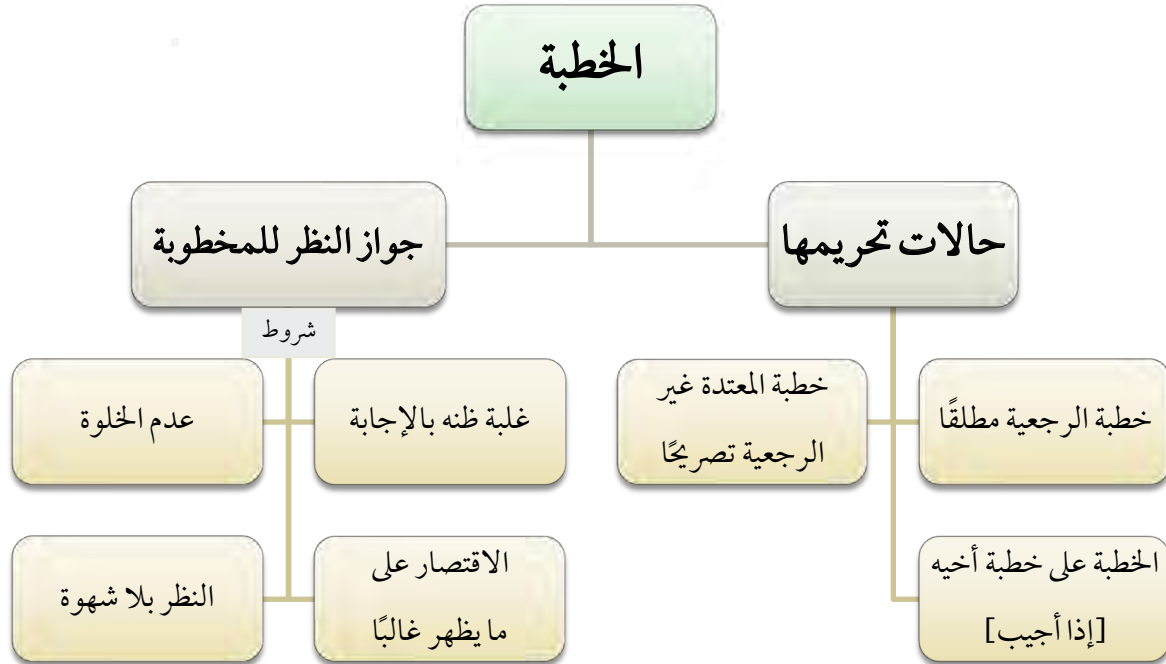 الخطبة
حالات تحريمها
خطبة الرجعية مطلقًا
خطبة المعتدة غير
الرجعية تصريحًا
الخطبة على خطبة أخيه
[إذا أجيب]
جواز النظر للمخطوبة
شروط
غلبة ظنه بالإجابة
عدم الخلوة
الاقتصار على
ما يظهر غالبًا
النظر بلا شهوة